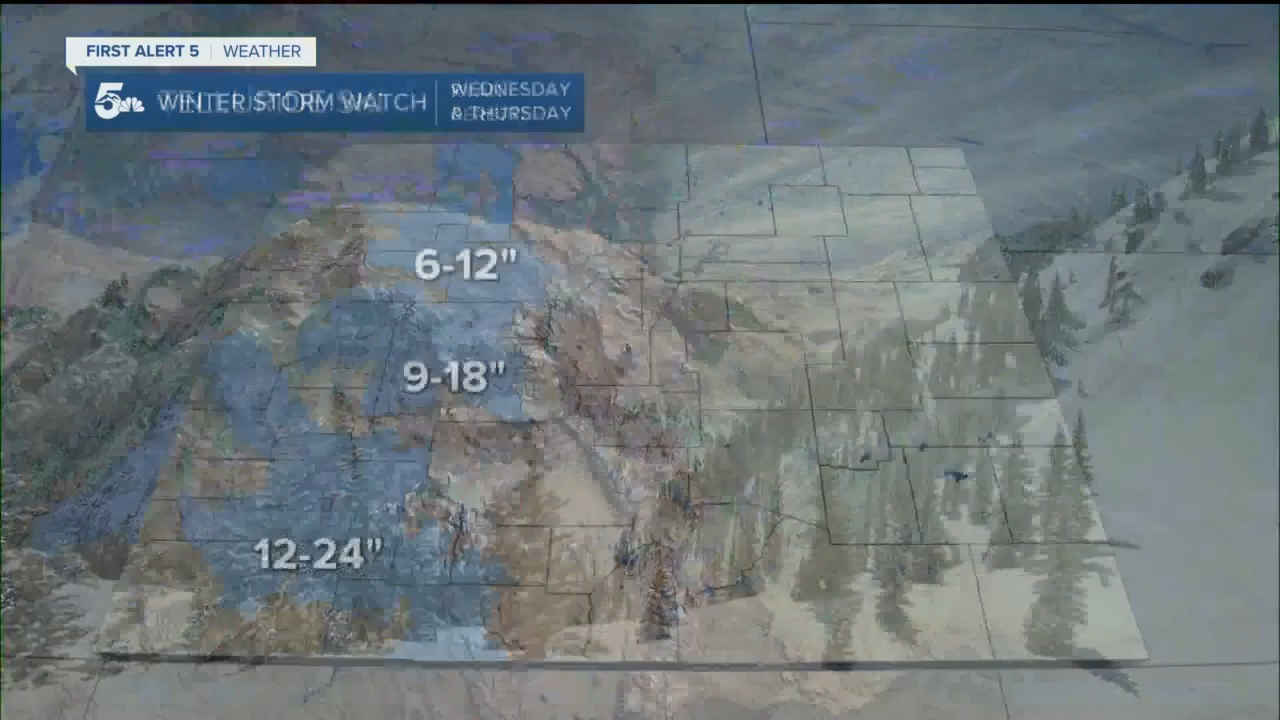 FIRST ALERT 5 | WEATHER
5 WINTER STORM WATCH
WEDNESDAY
& THURSDAY
6-12"
9-18"
12-24"